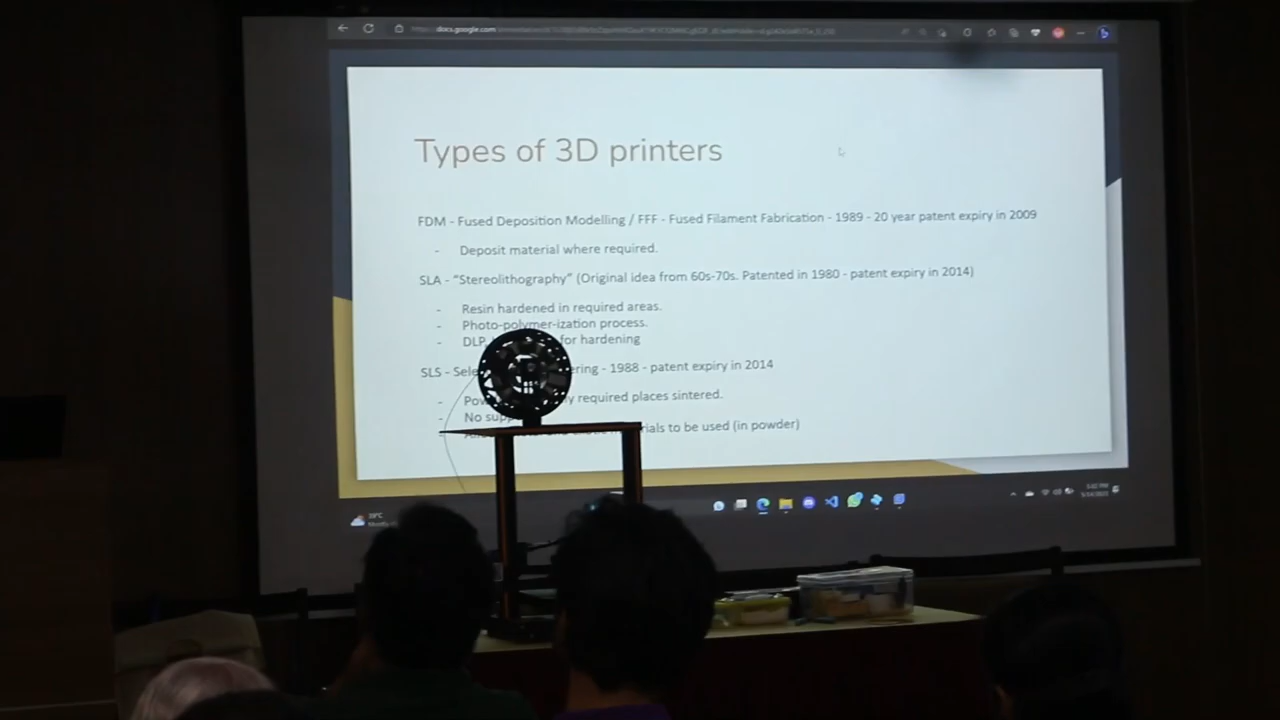 docs.google.com
Types of 3D printers
FDM - Fused Deposition Modelling / FFF - Fused Filament Fabrication - 1989 - 20 year patent expiry in 2009
- Deposit material where required.
SLA - “Stereolithography” (Original idea from 60s-70s. Patented in 1980 - patent expiry in 2014)
- Resin hardened in required areas.
- Photo-polymer-ization process.
- DLP for hardening
SLS - - 1988 - patent expiry in 2014
- required places sintered.
- No
- to be used (in powder)